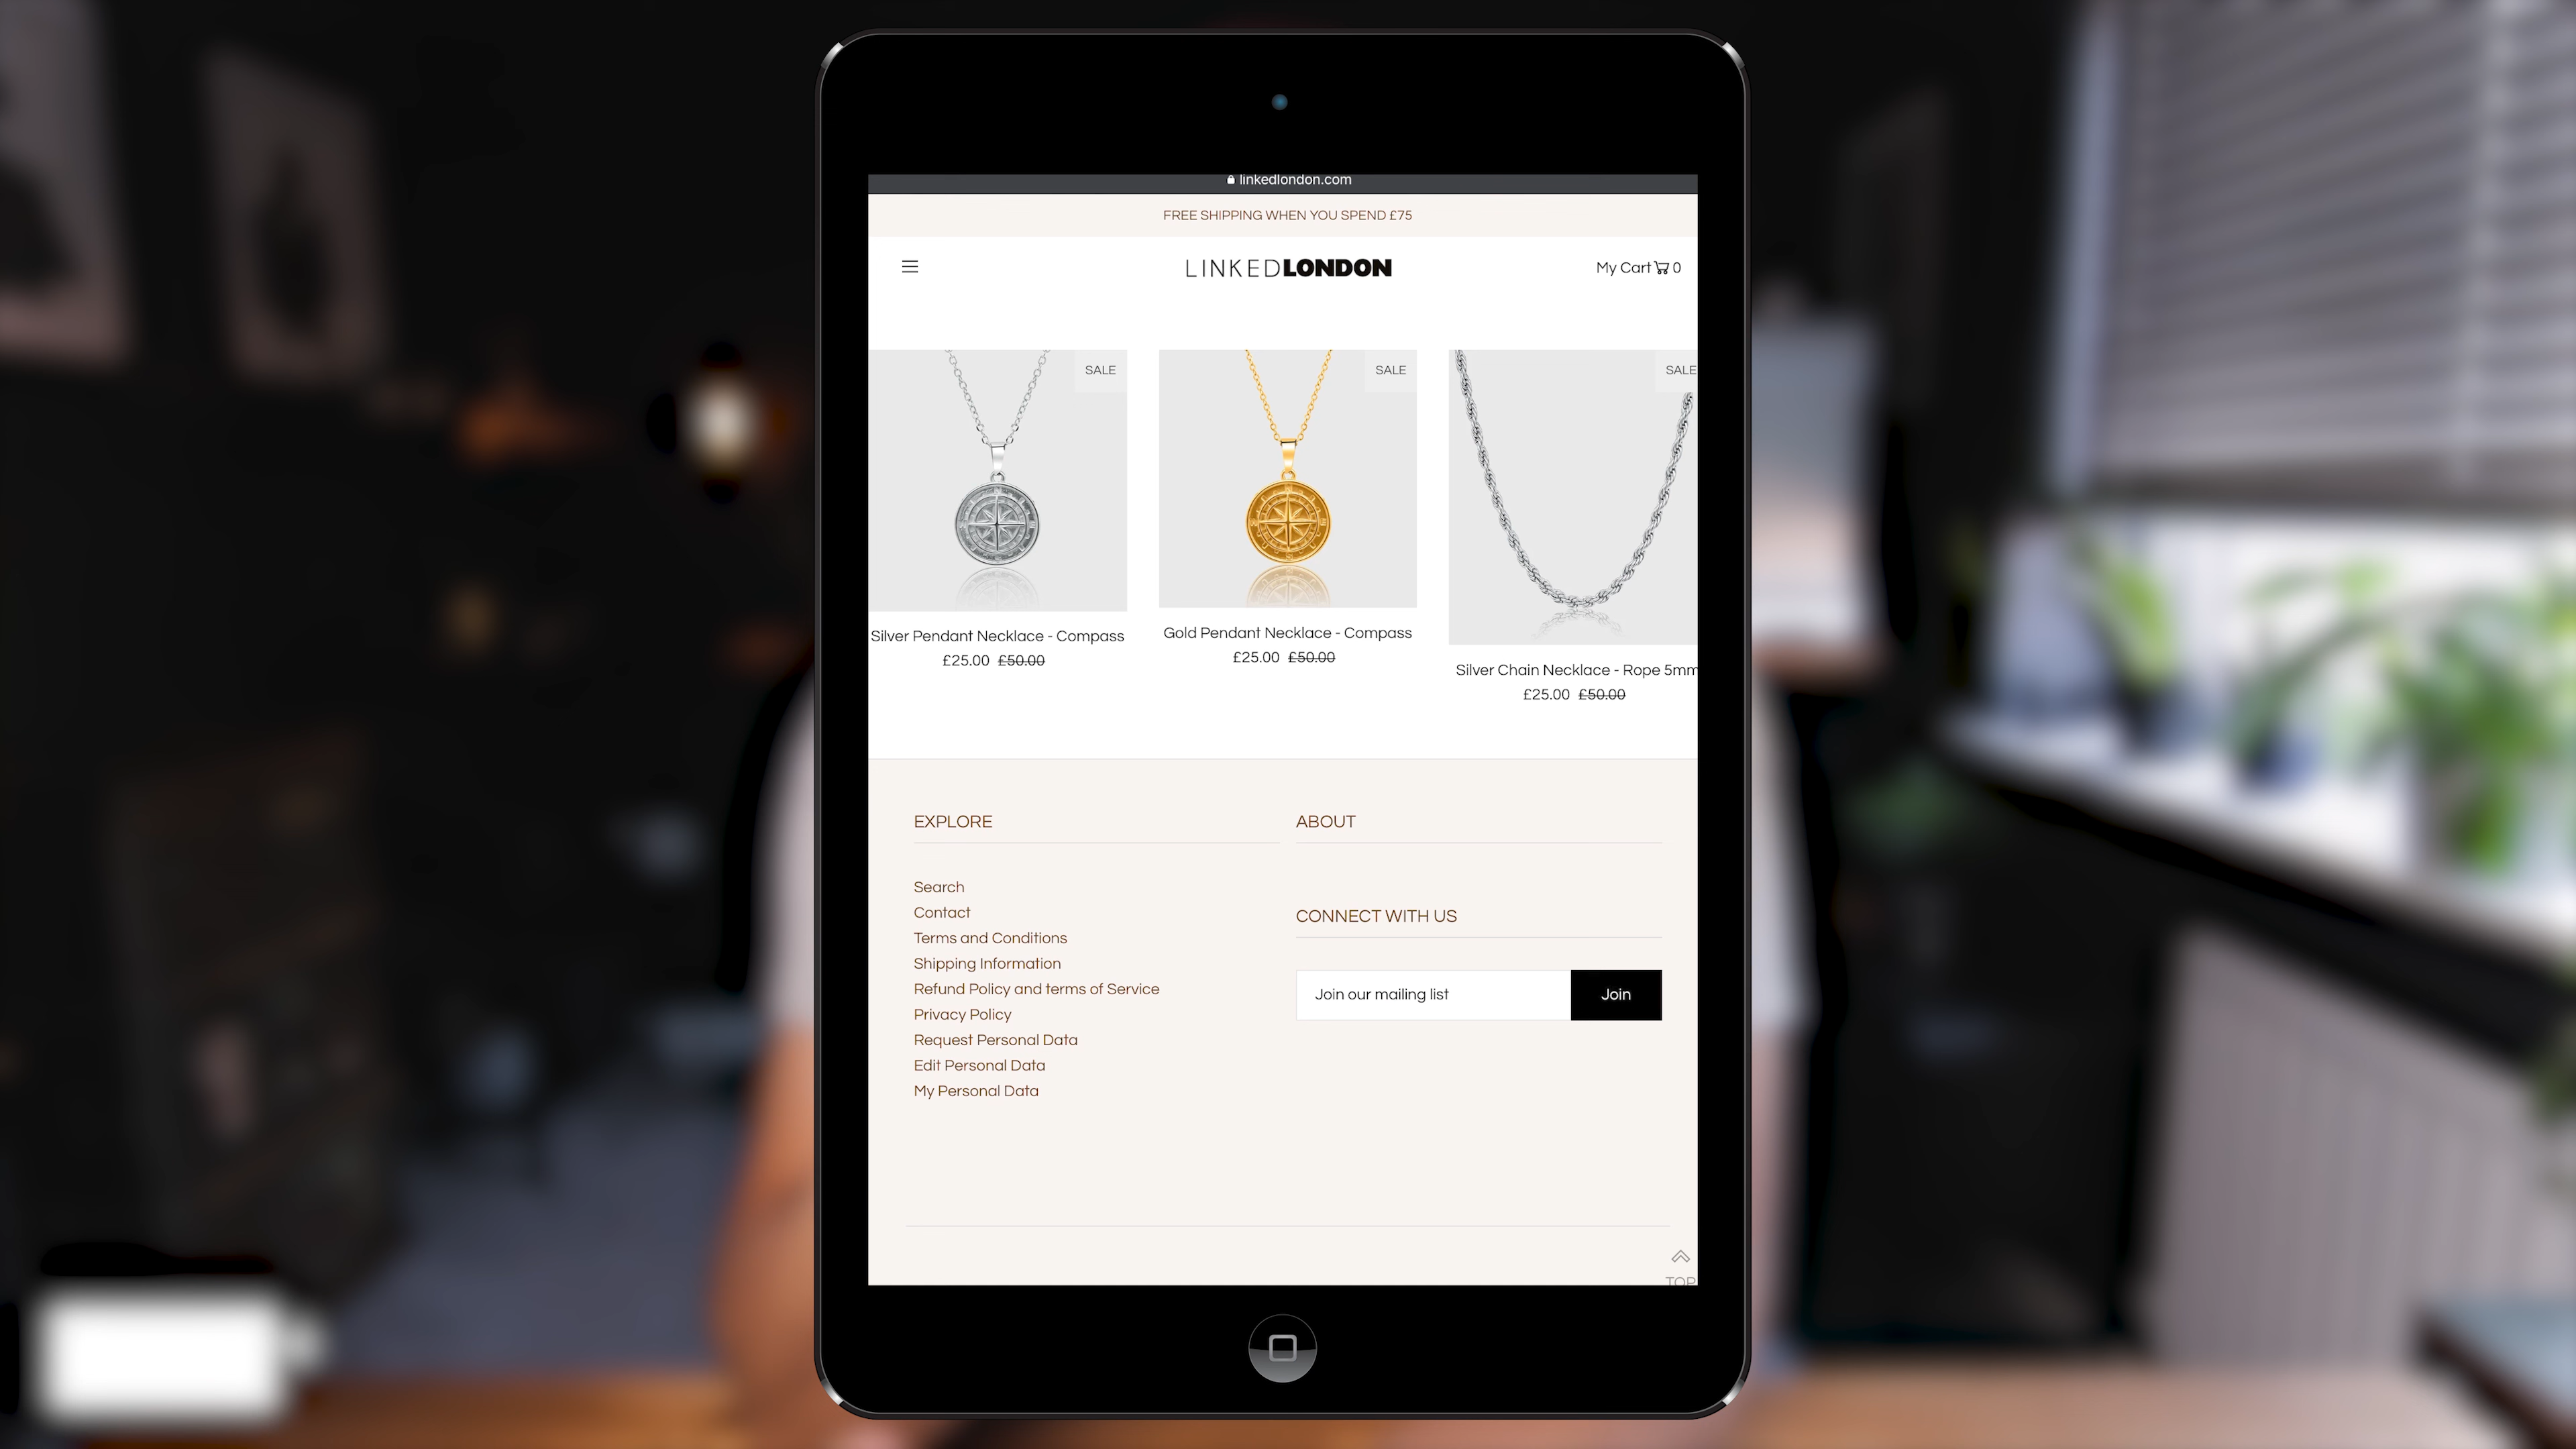 linkedlondon.com
FREE SHIPPING WHEN YOU SPEND £75
LINKEDLONDON
My Cart 0
SALE
SALE
SALE
Silver Pendant Necklace - Compass
£25.00 £50.00
Gold Pendant Necklace - Compass
£25.00 £50.00
Silver Chain Necklace - Rope 5mm
£25.00 £50.00
EXPLORE
Search
Contact
Terms and Conditions
Shipping Information
Refund Policy and terms of Service
Privacy Policy
Request Personal Data
Edit Personal Data
My Personal Data
ABOUT
CONNECT WITH US
Join our mailing list
Join
TOP